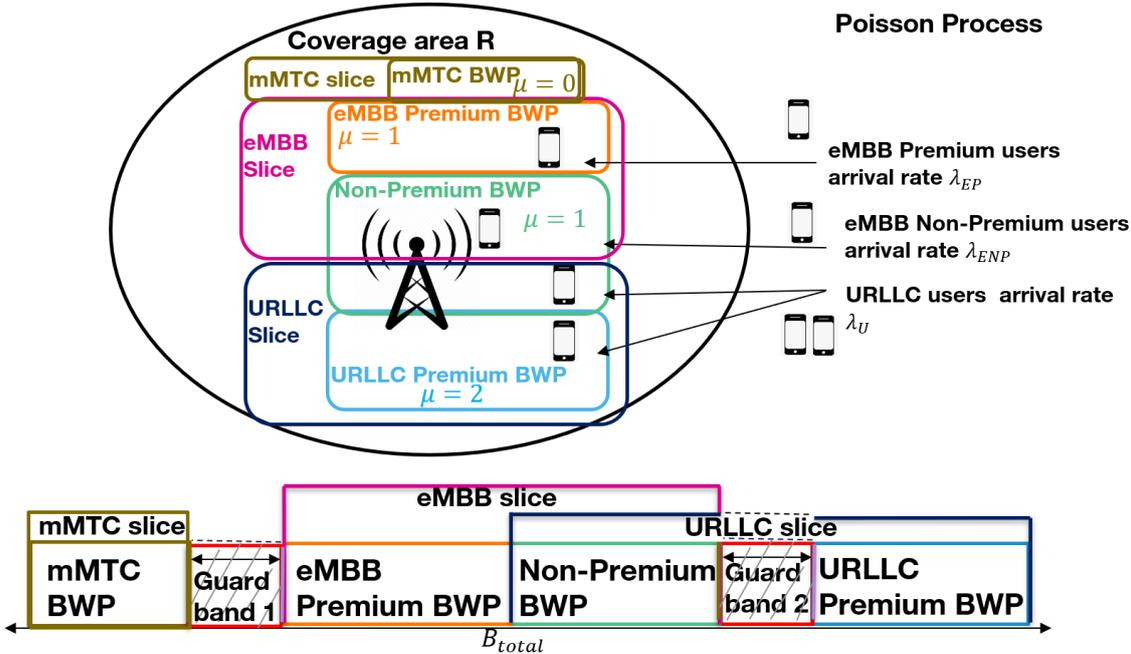 Poisson Process
Coverage area R
mMTC slice
mMTC BWP
μ = 0
eMBB Premium BWP
μ = 1
eMBB
Slice
Non-Premium BWP
μ = 1
URLLC
Slice
URLLC Premium BWP
μ = 2
eMBB Premium users
arrival rate λ_EP
eMBB Non-Premium users
arrival rate λ_ENP
URLLC users arrival rate
λ_U
eMBB slice
mMTC slice
URLLC slice
mMTC
BWP
Guard
band 1
eMBB
Premium BWP
Non-Premium
BWP
Guard
band 2
URLLC
Premium BWP
B_total